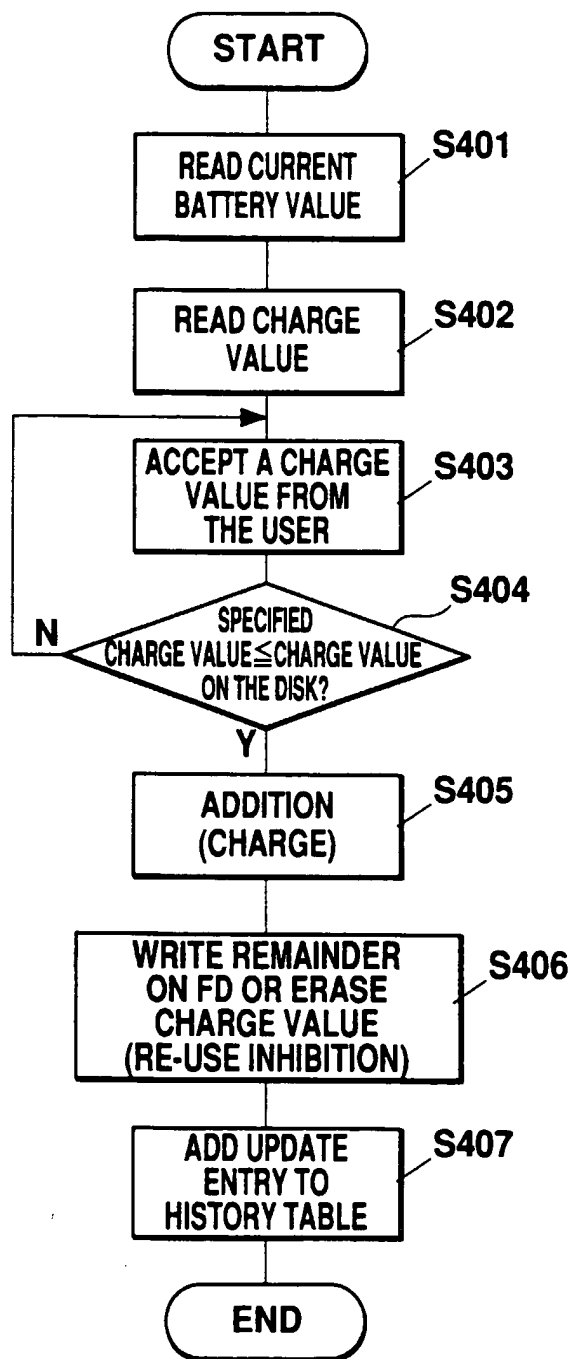 START
S401
READ CURRENT
BATTERY VALUE
S402
READ CHARGE
VALUE
S403
ACCEPT A CHARGE
VALUE FROM
THE USER
S404
N
SPECIFIED
CHARGE VALUE≦CHARGE VALUE
ON THE DISK?
Y
S405
ADDITION
(CHARGE)
S406
WRITE REMAINDER
ON FD OR ERASE
CHARGE VALUE
(RE-USE INHIBITION)
S407
ADD UPDATE
ENTRY TO
HISTORY TABLE
END